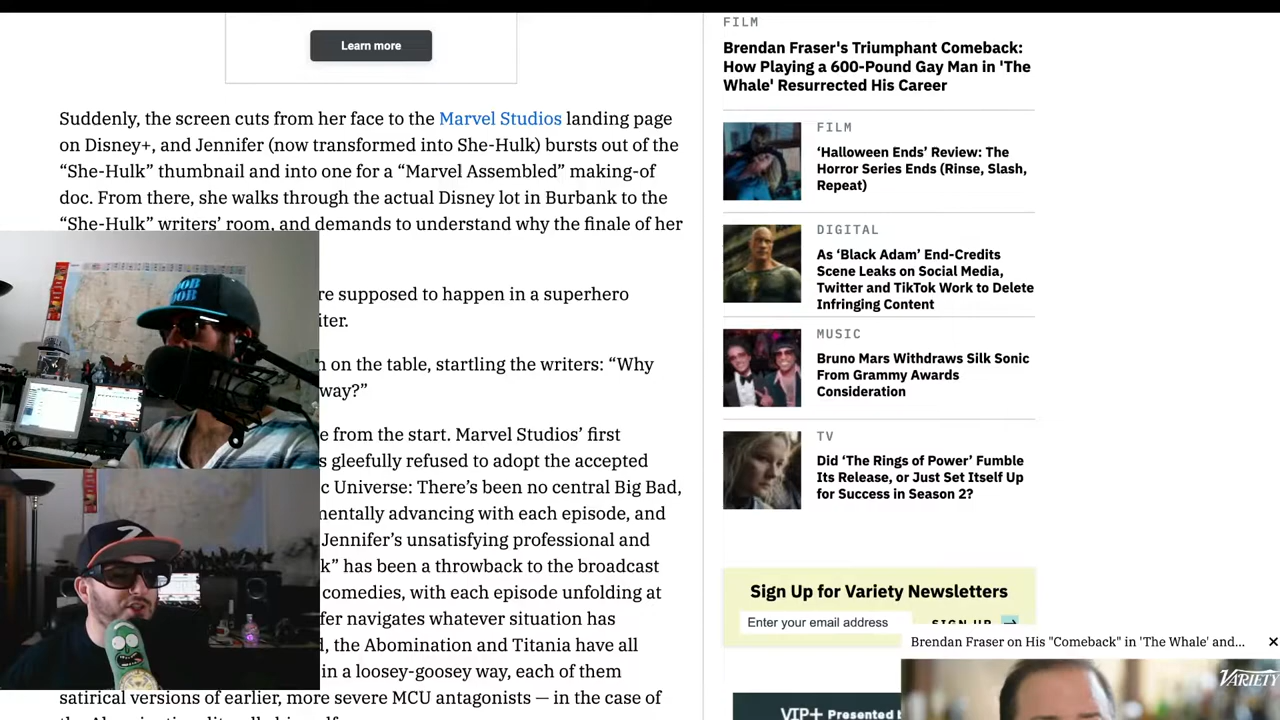 Learn more
Suddenly, the screen cuts from her face to the Marvel Studios landing page
on Disney+, and Jennifer (now transformed into She-Hulk) bursts out of the
“She-Hulk” thumbnail and into one for a “Marvel Assembled” making-of
doc. From there, she walks through the actual Disney lot in Burbank to the
“She-Hulk” writers’ room, and demands to understand why the finale of her
re supposed to happen in a superhero
iter.
n on the table, startling the writers: “Why
way?”
e from the start. Marvel Studios’ first
s gleefully refused to adopt the accepted
c Universe: There’s been no central Big Bad,
mentally advancing with each episode, and
Jennifer’s unsatisfying professional and
k” has been a throwback to the broadcast
comedies, with each episode unfolding at
fer navigates whatever situation has
d, the Abomination and Titania have all
in a loosey-goosey way, each of them
satirical versions of earlier, more severe MCU antagonists — in the case of
FILM
Brendan Fraser's Triumphant Comeback:
How Playing a 600-Pound Gay Man in 'The
Whale' Resurrected His Career
FILM
‘Halloween Ends’ Review: The
Horror Series Ends (Rinse, Slash,
Repeat)
DIGITAL
As ‘Black Adam’ End-Credits
Scene Leaks on Social Media,
Twitter and TikTok Work to Delete
Infringing Content
MUSIC
Bruno Mars Withdraws Silk Sonic
From Grammy Awards
Consideration
TV
Did ‘The Rings of Power’ Fumble
Its Release, or Just Set Itself Up
for Success in Season 2?
Sign Up for Variety Newsletters
Enter your email address
SIGN UP
Brendan Fraser on His "Comeback" in 'The Whale' and...
VARIETY
VIP+ Presented b